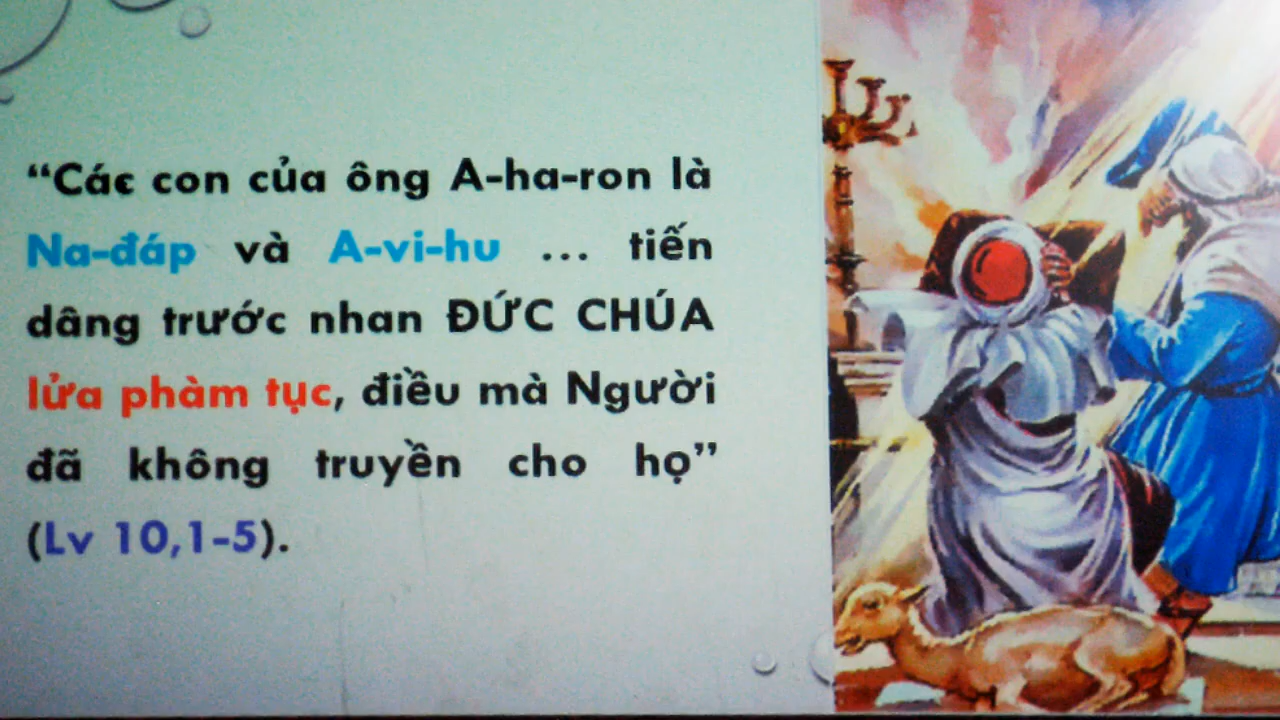 “Các con của ông A-ha-ron là
Na-đáp và A-vi-hu ... tiến
dâng trước nhan ĐỨC CHÚA
lửa phàm tục, điều mà Người
đã không truyền cho họ”
(Lv 10,1-5).